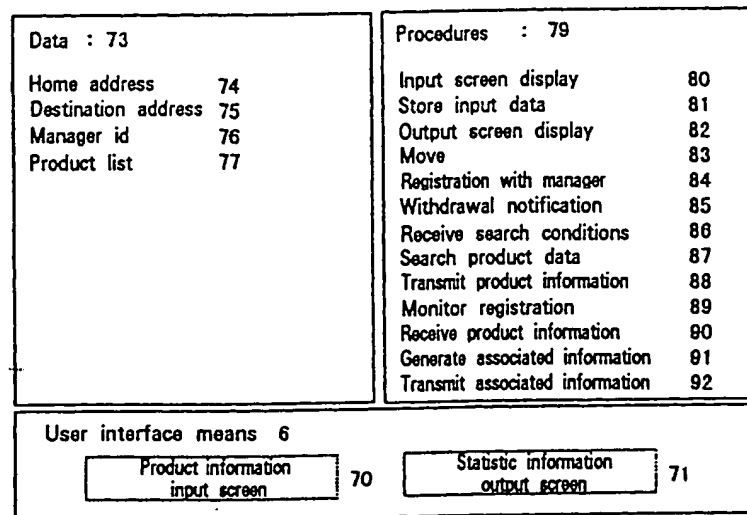 Data : 73
Home address 74
Destination address 75
Manager id 76
Product list 77
Procedures : 79
Input screen display 80
Store input data 81
Output screen display 82
Move 83
Registration with manager 84
Withdrawal notification 85
Receive search conditions 86
Search product data 87
Transmit product information 88
Monitor registration 89
Receive product information 90
Generate associated information 91
Transmit associated information 92
User interface means 6
Product information
input screen
70
Statistic information
output screen
71